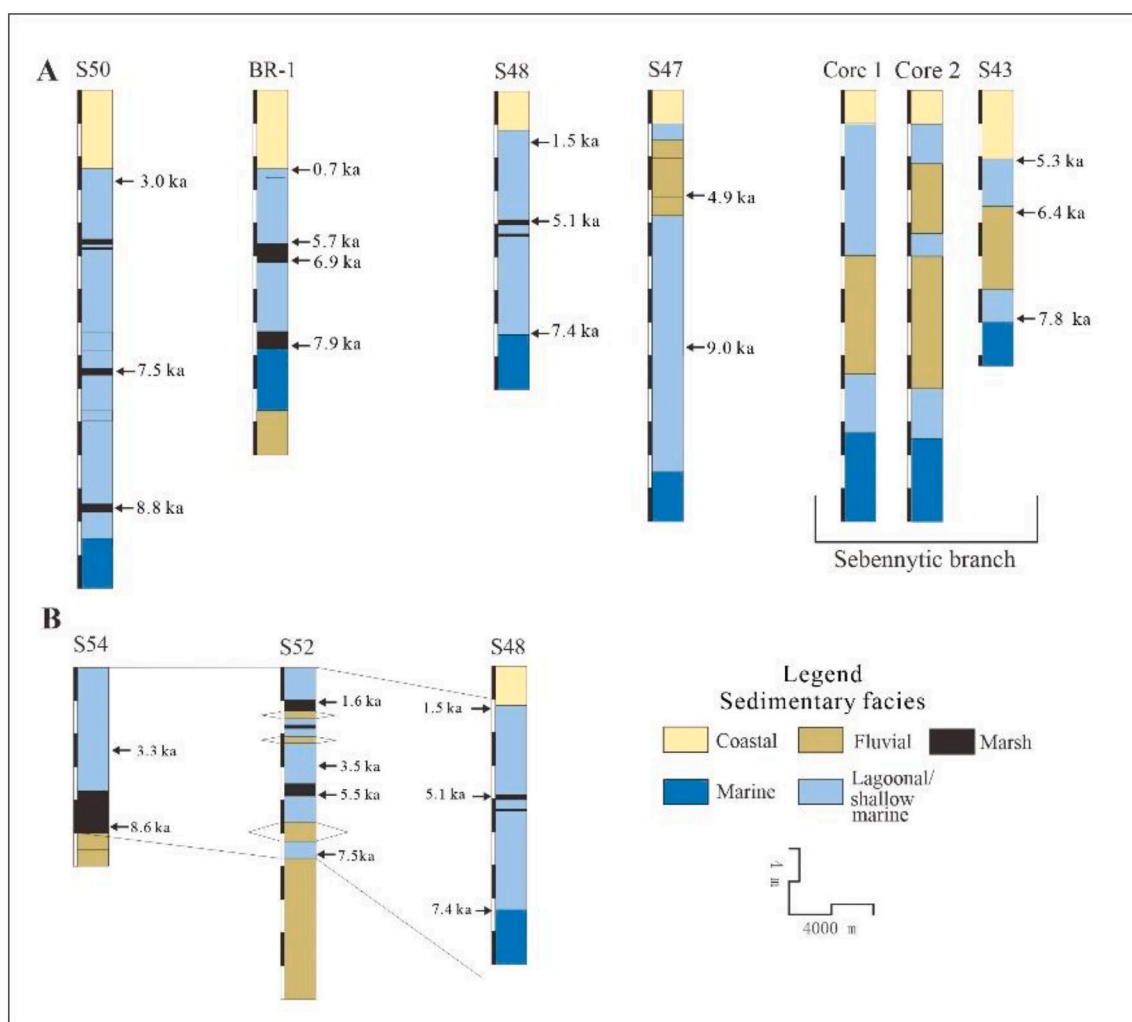 A
S50
BR-1
S48
S47
Corc 1
Core 2
S43
3.0 ka
7.5 ka
8.8 ka
0.7 ka
5.7 ka
6.9 ka
7.9 ka
1.5 ka
5.1 ka
7.4 ka
4.9 ka
9.0 ka
5.3 ka
6.4 ka
7.8 ka
Sebennytic branch
B
S54
S52
S48
3.3 ka
8.6 ka
1.6 ka
3.5 ka
5.5 ka
7.5 ka
1.5 ka
5.1 ka
7.4 ka
Legend
Sedimentary facies
Coastal
Fluvial
Marsh
Marine
Lagoonal/
shallow
marine
4000 m